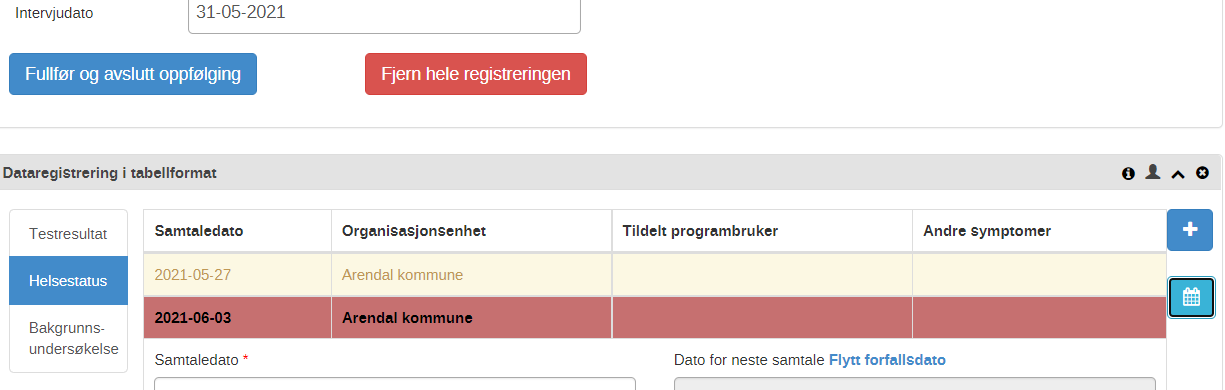 Intervjudato 31-05-2021
Fullfør og avslutt oppfølging Fjern hele registreringen
Dataregistrering i tabellformat
Testresultat
Helsestatus
Bakgrunns-
undersøkelse
Samtaledato Organisasjonsenhet Tildelt programbruker Andre symptomer
2021-05-27 Arendal kommune
2021-06-03 Arendal kommune
Samtaledato * Dato for neste samtale Flytt forfallsdato